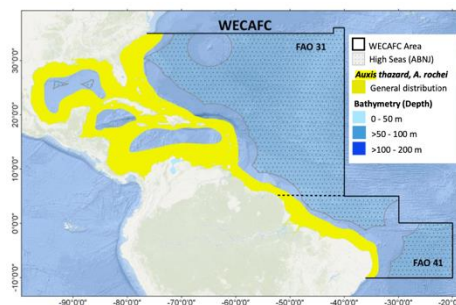 WECAFC
FAO 31
WECAFC Area
High Seas (ABNJ)
Auxis thazard, A. rochei
General distribution
Bathymetry (Depth)
0 - 50 m
>50 - 100 m
>100 - 200 m
30°0'0"
20°0'0"
10°0'0"
0°0'0"
-10°0'0"
FAO 41
-90°0'0" -80°0'0" -70°0'0" -60°0'0" -50°0'0" -40°0'0" -30°0'0" -20°0'0"